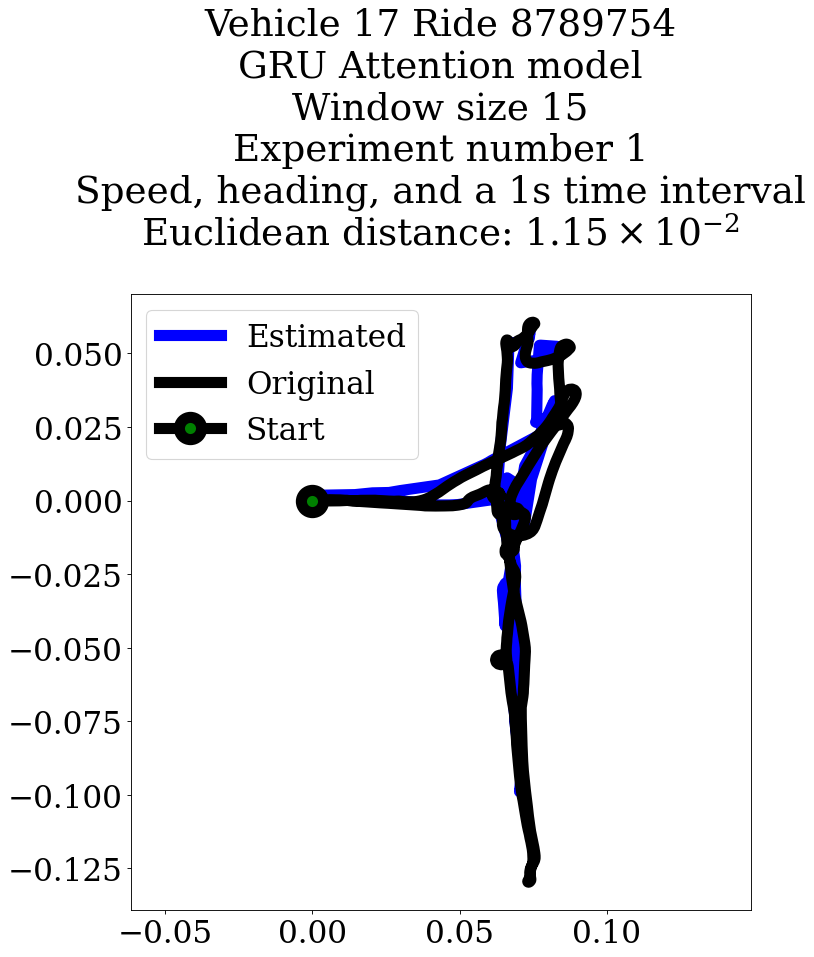 Vehicle 17 Ride 8789754
GRU Attention model
Window size 15
Experiment number 1
Speed, heading, and a 1s time interval
Euclidean distance: 1.15 × 10⁻²
Estimated
Original
Start
0.050
0.025
0.000
−0.025
−0.050
−0.075
−0.100
−0.125
−0.05 0.00 0.05 0.10